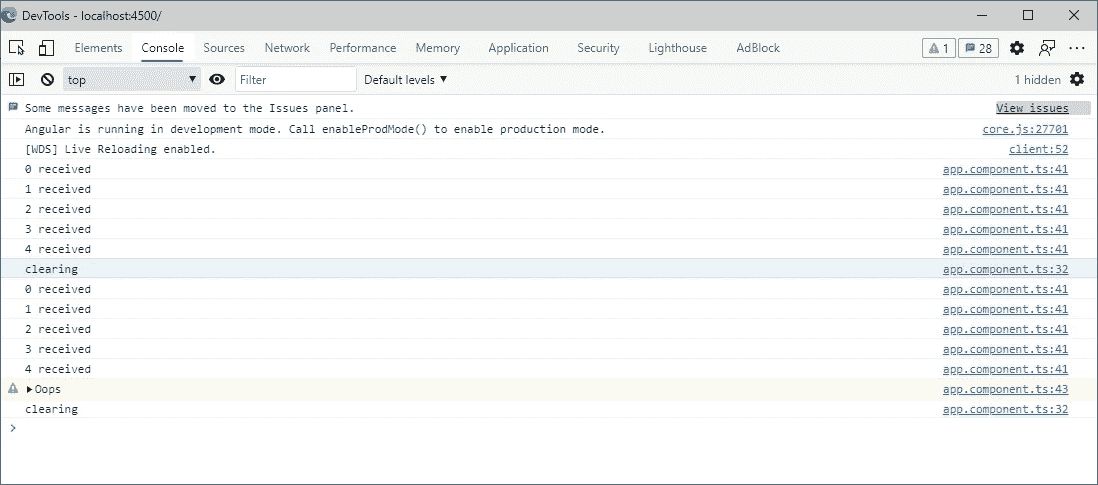 DevTools - localhost:4500/
Elements Console Sources Network Performance Memory Application Security Lighthouse AdBlock 1 28
top Filter Default levels 1 hidden
Some messages have been moved to the Issues panel. View issues
Angular is running in development mode. Call enableProdMode() to enable production mode. core.js:27701
[WDS] Live Reloading enabled. client:52
0 received app.component.ts:41
1 received app.component.ts:41
2 received app.component.ts:41
3 received app.component.ts:41
4 received app.component.ts:41
clearing app.component.ts:32
0 received app.component.ts:41
1 received app.component.ts:41
2 received app.component.ts:41
3 received app.component.ts:41
4 received app.component.ts:41
Oops app.component.ts:43
clearing app.component.ts:32